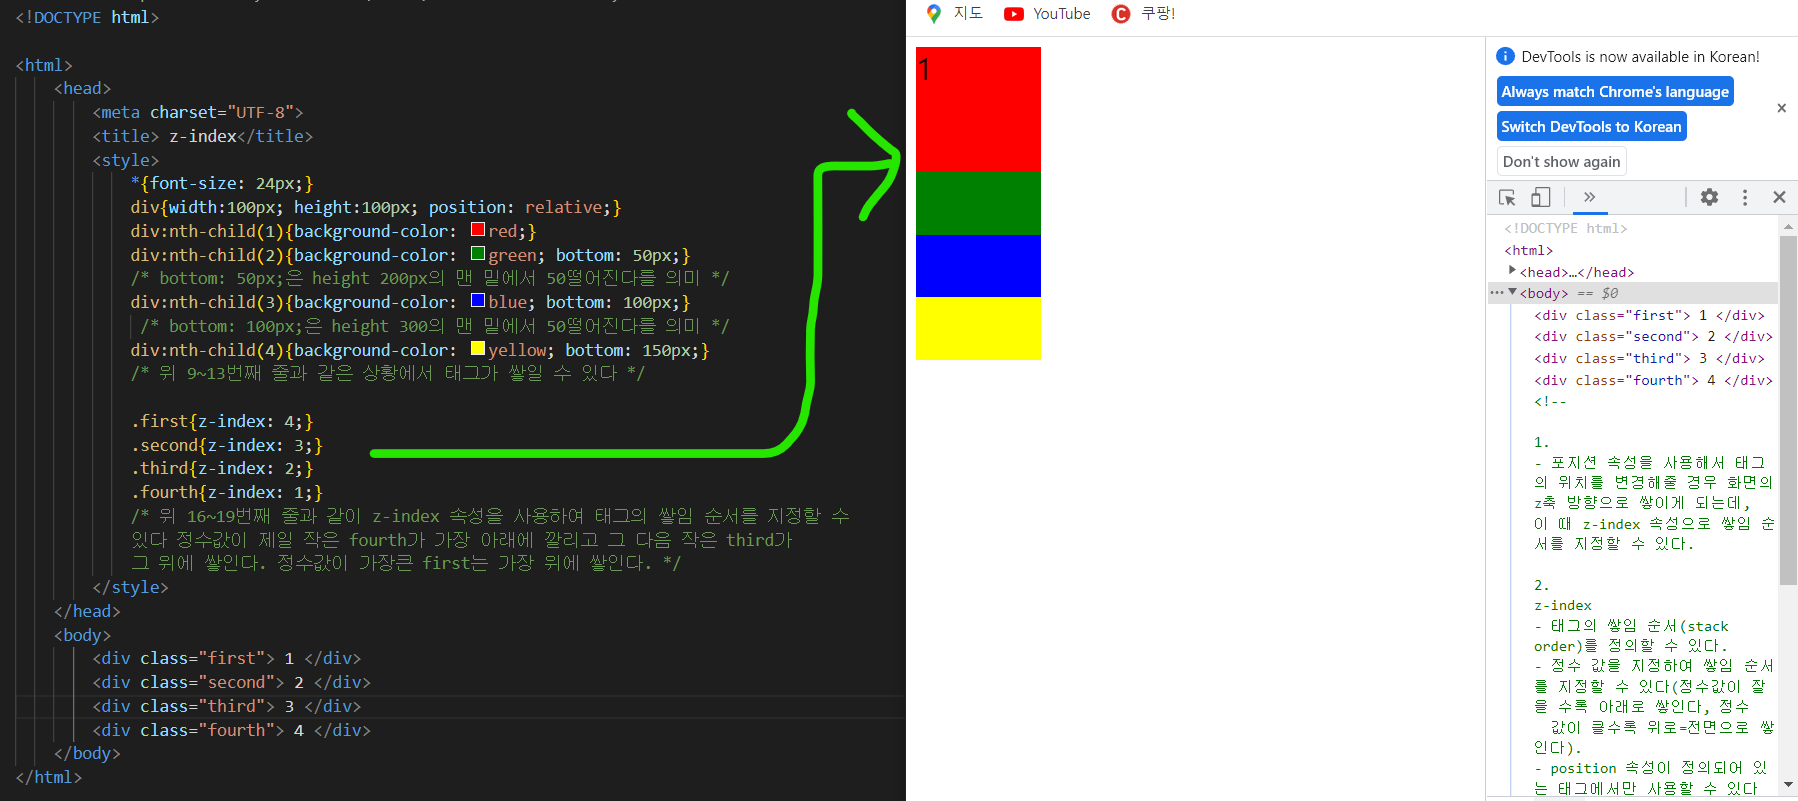 <!DOCTYPE html>
<html>
<head>
<meta charset="UTF-8">
<title> z-index</title>
<style>
*{font-size: 24px;}
div{width:100px; height:100px; position: relative;}
div:nth-child(1){background-color: red;}
div:nth-child(2){background-color: green; bottom: 50px;}
/* bottom: 50px;은 height 200px의 맨 밑에서 50떨어진다를 의미 */
div:nth-child(3){background-color: blue; bottom: 100px;}
/* bottom: 100px;은 height 300의 맨 밑에서 50떨어진다를 의미 */
div:nth-child(4){background-color: yellow; bottom: 150px;}
/* 위 9~13번째 줄과 같은 상황에서 태그가 쌓일 수 있다 */
.first{z-index: 4;}
.second{z-index: 3;}
.third{z-index: 2;}
.fourth{z-index: 1;}
/* 위 16~19번째 줄과 같이 z-index 속성을 사용하여 태그의 쌓임 순서를 지정할 수
있다 정수값이 제일 작은 fourth가 가장 아래에 깔리고 그 다음 작은 third가
그 위에 쌓인다. 정수값이 가장큰 first는 가장 위에 쌓인다. */
</style>
</head>
<body>
<div class="first"> 1 </div>
<div class="second"> 2 </div>
<div class="third"> 3 </div>
<div class="fourth"> 4 </div>
</body>
</html>
지도 YouTube 쿠팡!
1
DevTools is now available in Korean!
Always match Chrome's language
Switch DevTools to Korean
Don't show again
<!DOCTYPE html>
<html>
<head>…</head>
<body> == $0
<div class="first"> 1 </div>
<div class="second"> 2 </div>
<div class="third"> 3 </div>
<div class="fourth"> 4 </div>
<!--
1.
- 포지션 속성을 사용해서 태그
의 위치를 변경해줄 경우 화면의
z축 방향으로 쌓이게 되는데,
이 때 z-index 속성으로 쌓임 순
서를 지정할 수 있다.
2.
z-index
- 태그의 쌓임 순서(stack
order)를 정의할 수 있다.
- 정수 값을 지정하여 쌓임 순서
를 지정할 수 있다(정수값이 잘
을 수록 아래로 쌓인다, 정수
값이 클수록 위로=전면으로 쌓
인다).
- position 속성이 정의되어 있
는 태그에서만 사용할 수 있다